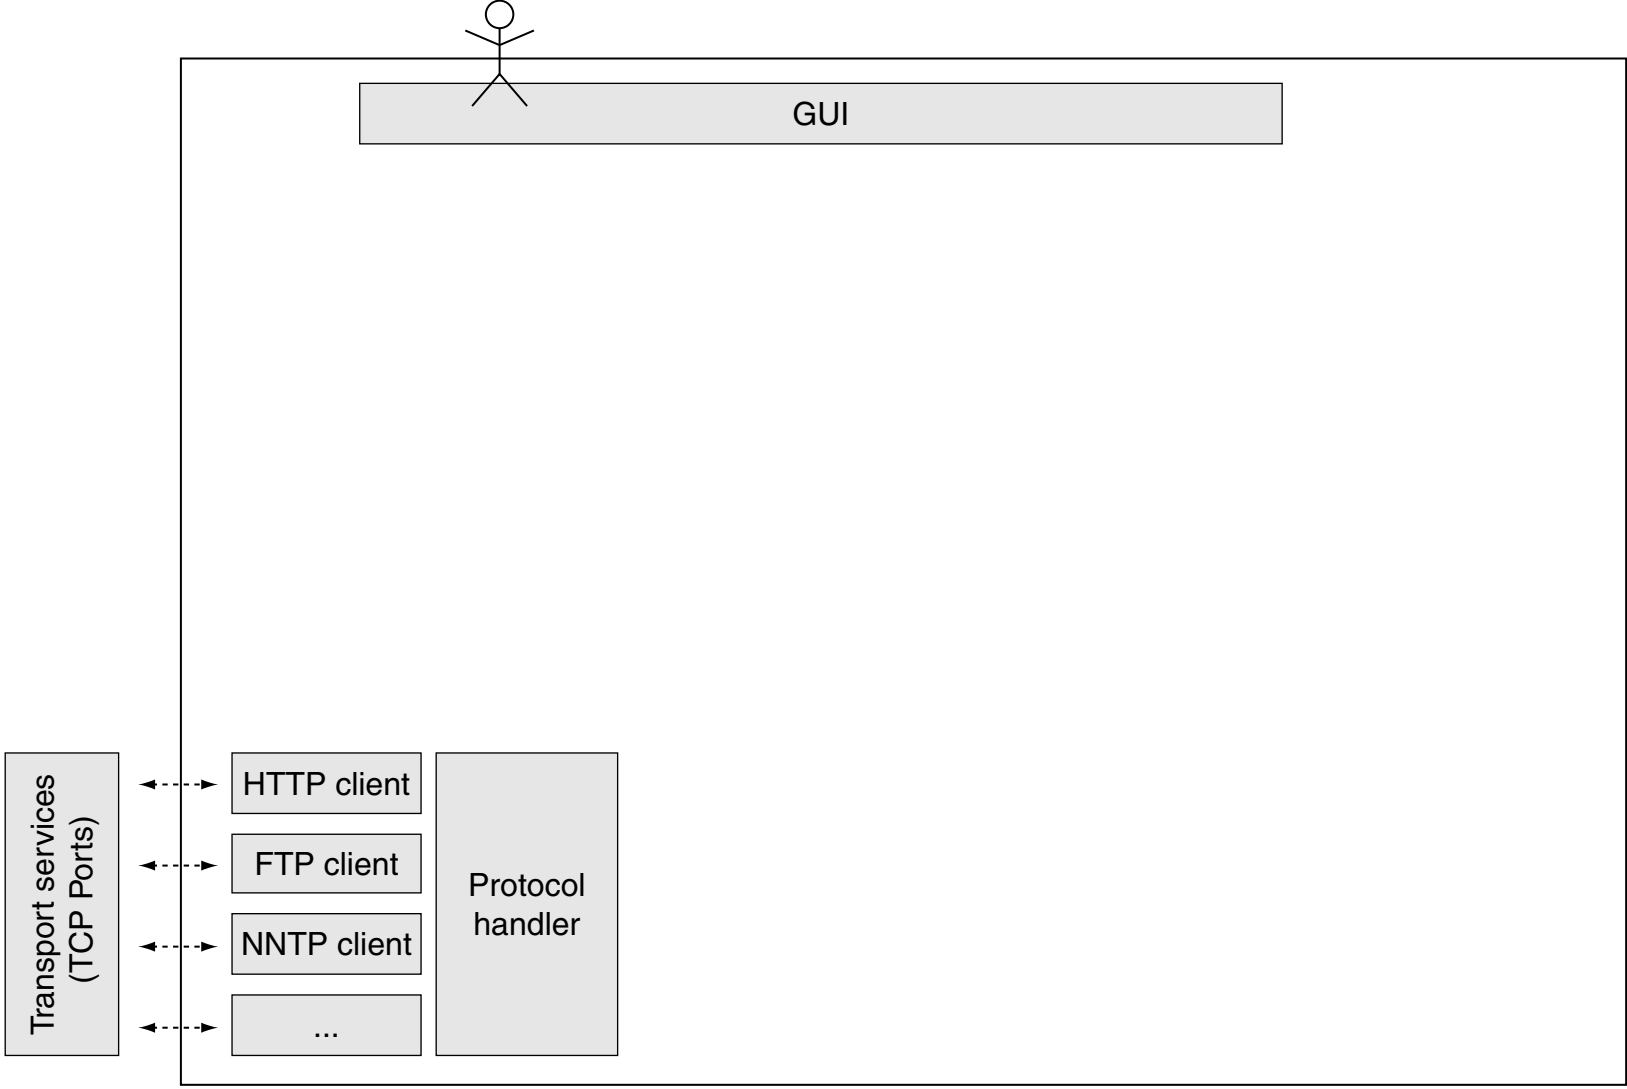 GUI
Transport services
(TCP Ports)
HTTP client
FTP client
NNTP client
...
Protocol
handler